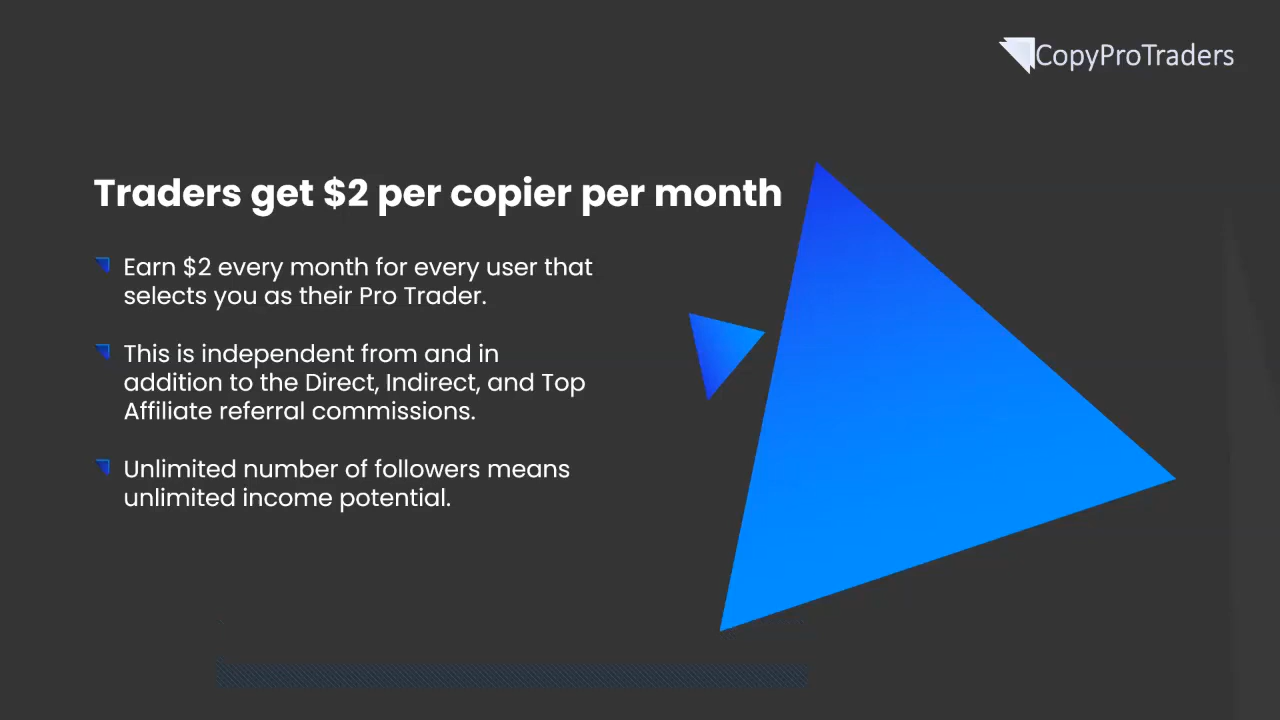 CopyProTraders
Traders get $2 per copier per month
Earn $2 every month for every user that
selects you as their Pro Trader.
This is independent from and in
addition to the Direct, Indirect, and Top
Affiliate referral commissions.
Unlimited number of followers means
unlimited income potential.